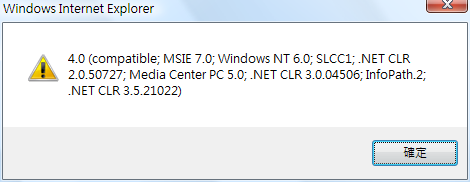 Windows Internet Explorer
4.0 (compatible; MSIE 7.0; Windows NT 6.0; SLCC1; .NET CLR
2.0.50727; Media Center PC 5.0; .NET CLR 3.0.04506; InfoPath.2;
.NET CLR 3.5.21022)
確定